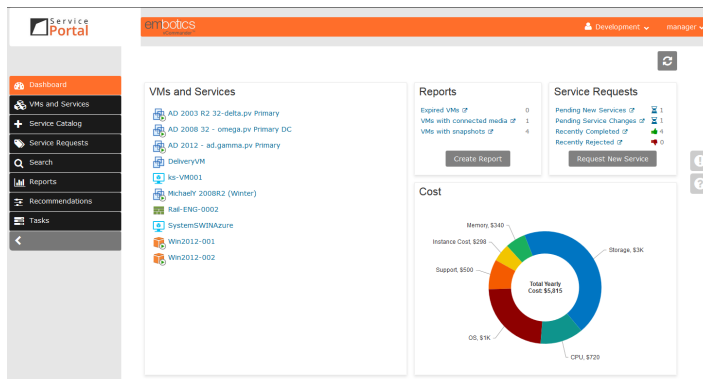 Service
Portal
embotics
vCommander
Development
manager
Dashboard
VMs and Services
Service Catalog
Service Requests
Search
Reports
Recommendations
Tasks
VMs and Services
AD 2003 R2 32-delta.pv Primary
AD 2008 32 - omega.pv Primary DC
AD 2012 - ad.gamma.pv Primary
DeliveryVM
ks-VM001
MichaelY 2008R2 (Winter)
Rail-ENG-0002
SystemSWINAzure
Win2012-001
Win2012-002
Reports
Expired VMs 0
VMs with connected media 1
VMs with snapshots 4
Create Report
Service Requests
Pending New Services 1
Pending Service Changes 1
Recently Completed 4
Recently Rejected 0
Request New Service
Cost
Memory, $340
Instance Cost, $298
Support, $500
OS, $1K
Storage, $3K
CPU, $720
Total Yearly
Cost: $5,815